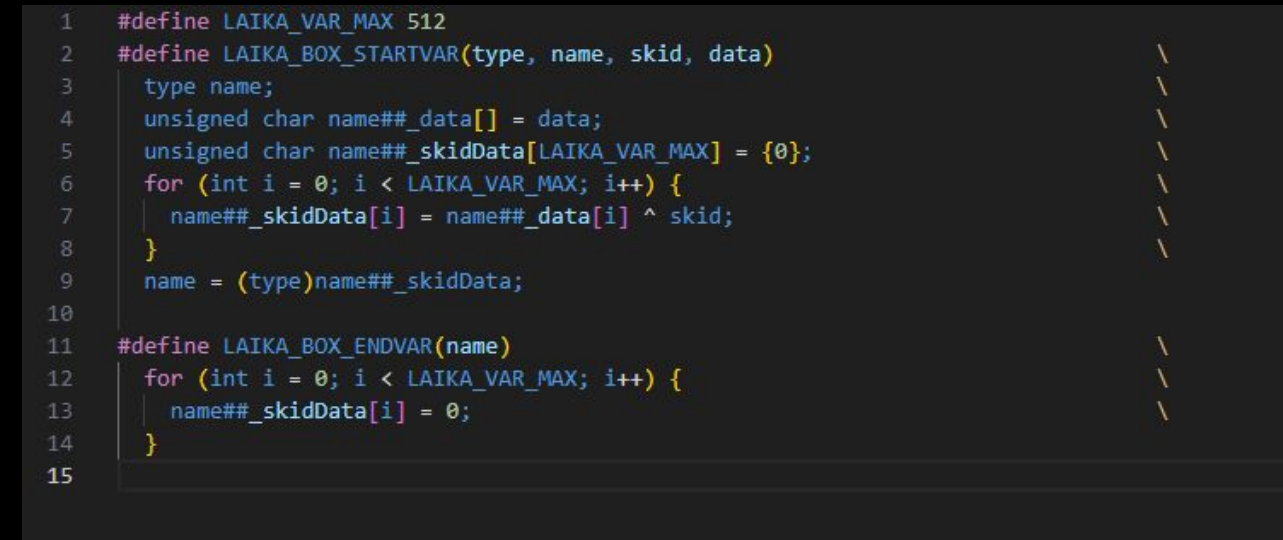 1 #define LAIKA_VAR_MAX 512
2 #define LAIKA_BOX_STARTVAR(type, name, skid, data) \
3 type name; \
4 unsigned char name##_data[] = data; \
5 unsigned char name##_skidData[LAIKA_VAR_MAX] = {0}; \
6 for (int i = 0; i < LAIKA_VAR_MAX; i++) { \
7 name##_skidData[i] = name##_data[i] ^ skid; \
8 } \
9 name = (type)name##_skidData;
10
11 #define LAIKA_BOX_ENDVAR(name) \
12 for (int i = 0; i < LAIKA_VAR_MAX; i++) { \
13 name##_skidData[i] = 0; \
14 }
15